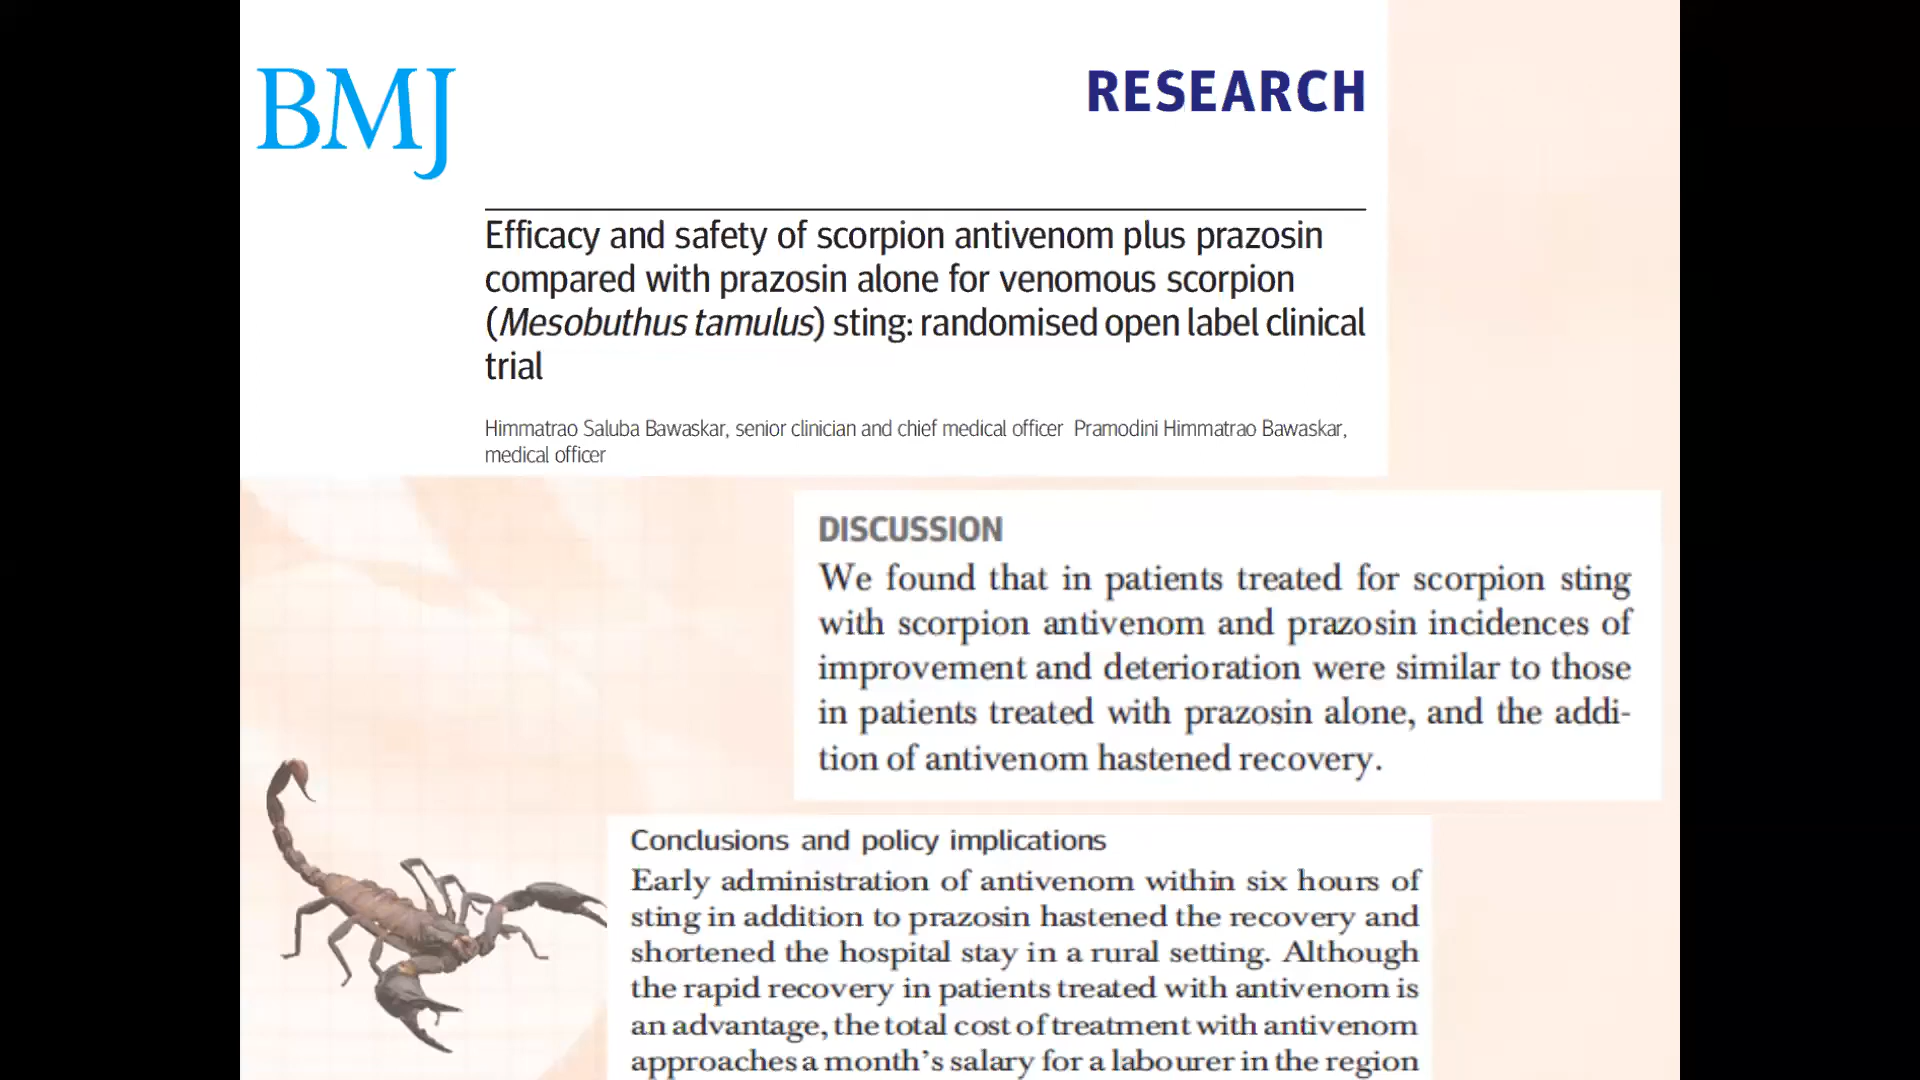 BMJ
RESEARCH
Efficacy and safety of scorpion antivenom plus prazosin
compared with prazosin alone for venomous scorpion
(Mesobuthus tamulus) sting: randomised open label clinical
trial
Himmatrao Saluba Bawaskar, senior clinician and chief medical officer Pramodini Himmatrao Bawaskar,
medical officer
DISCUSSION
We found that in patients treated for scorpion sting
with scorpion antivenom and prazosin incidences of
improvement and deterioration were similar to those
in patients treated with prazosin alone, and the addi-
tion of antivenom hastened recovery.
Conclusions and policy implications
Early administration of antivenom within six hours of
sting in addition to prazosin hastened the recovery and
shortened the hospital stay in a rural setting. Although
the rapid recovery in patients treated with antivenom is
an advantage, the total cost of treatment with antivenom
approaches a month's salary for a labourer in the region